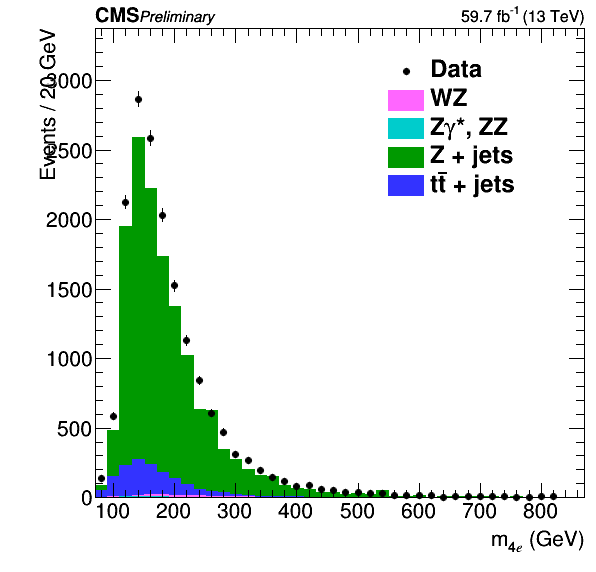 CMS Preliminary 59.7 fb⁻¹ (13 TeV)
Events / 20 GeV
3000
2500
2000
1500
1000
500
0
Data
WZ
Zγ*, ZZ
Z + jets
tt̄ + jets
100 200 300 400 500 600 700 800
m₄ₑ (GeV)